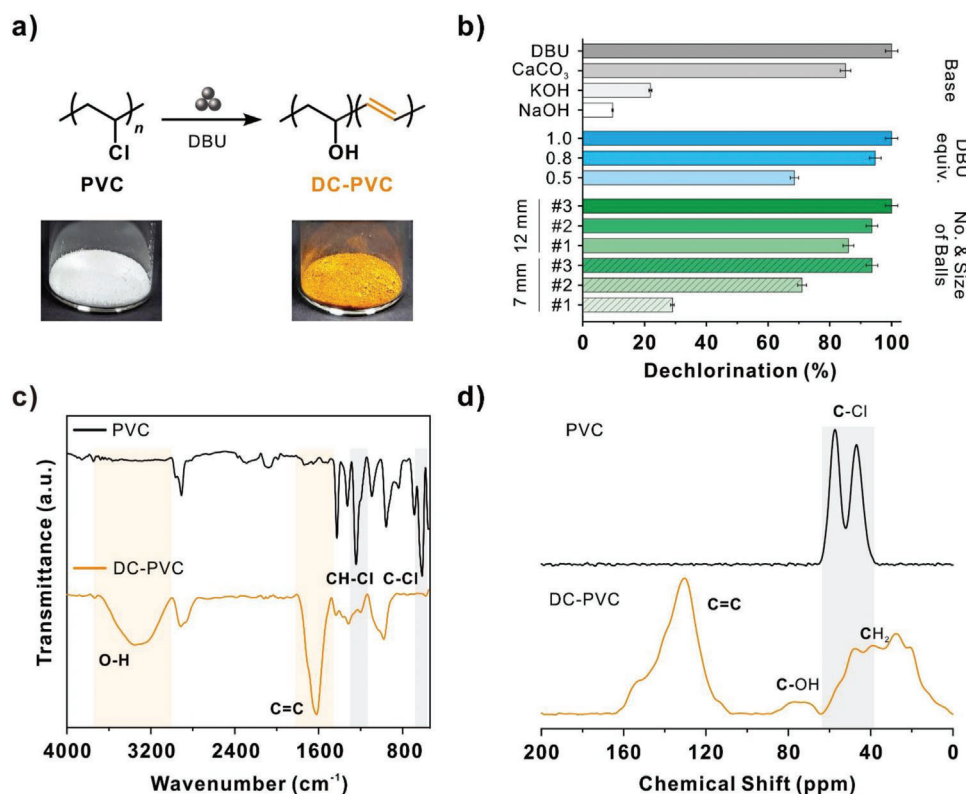 a)
n
Cl
DBU
OH
PVC
DC-PVC
b)
DBU
CaCO₃
KOH
NaOH
Base
1.0
0.8
0.5
DBU
equiv.
12 mm
#3
#2
#1
7 mm
#3
#2
#1
No. & Size
of Balls
0 20 40 60 80 100
Dechlorination (%)
c)
PVC
CH-Cl C-Cl
DC-PVC
O-H
C=C
Transmittance (a.u.)
4000 3200 2400 1600 800
Wavenumber (cm⁻¹)
d)
C-Cl
PVC
DC-PVC
C=C
C-OH
CH₂
200 160 120 80 40 0
Chemical Shift (ppm)